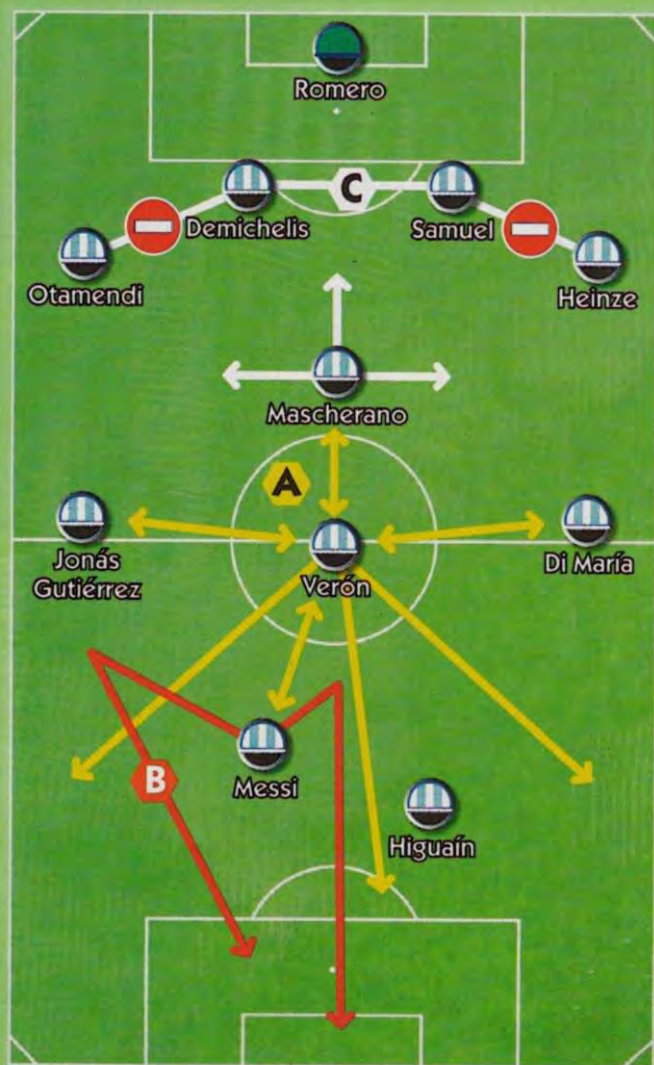 Romero
C
Demichelis
Samuel
Otamendi
Heinze
Mascherano
A
Jonás
Gutiérrez
Verón
Di María
B
Messi
Higuaín